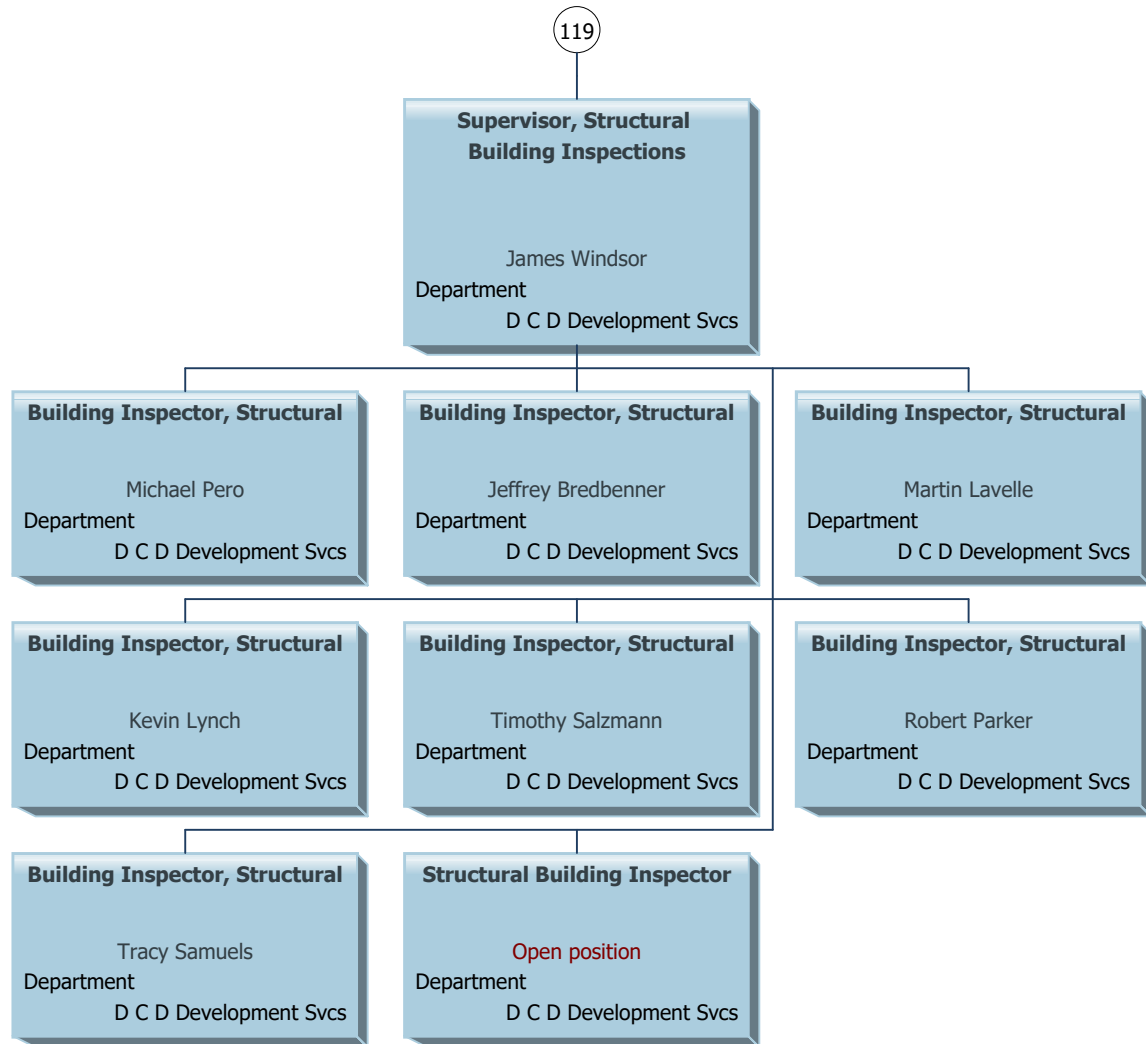 119
Supervisor, Structural
Building Inspections
James Windsor
Department
D C D Development Svcs
Building Inspector, Structural
Michael Pero
Department
D C D Development Svcs
Building Inspector, Structural
Jeffrey Bredbenner
Department
D C D Development Svcs
Building Inspector, Structural
Martin Lavelle
Department
D C D Development Svcs
Building Inspector, Structural
Kevin Lynch
Department
D C D Development Svcs
Building Inspector, Structural
Timothy Salzmann
Department
D C D Development Svcs
Building Inspector, Structural
Robert Parker
Department
D C D Development Svcs
Building Inspector, Structural
Tracy Samuels
Department
D C D Development Svcs
Structural Building Inspector
Open position
Department
D C D Development Svcs